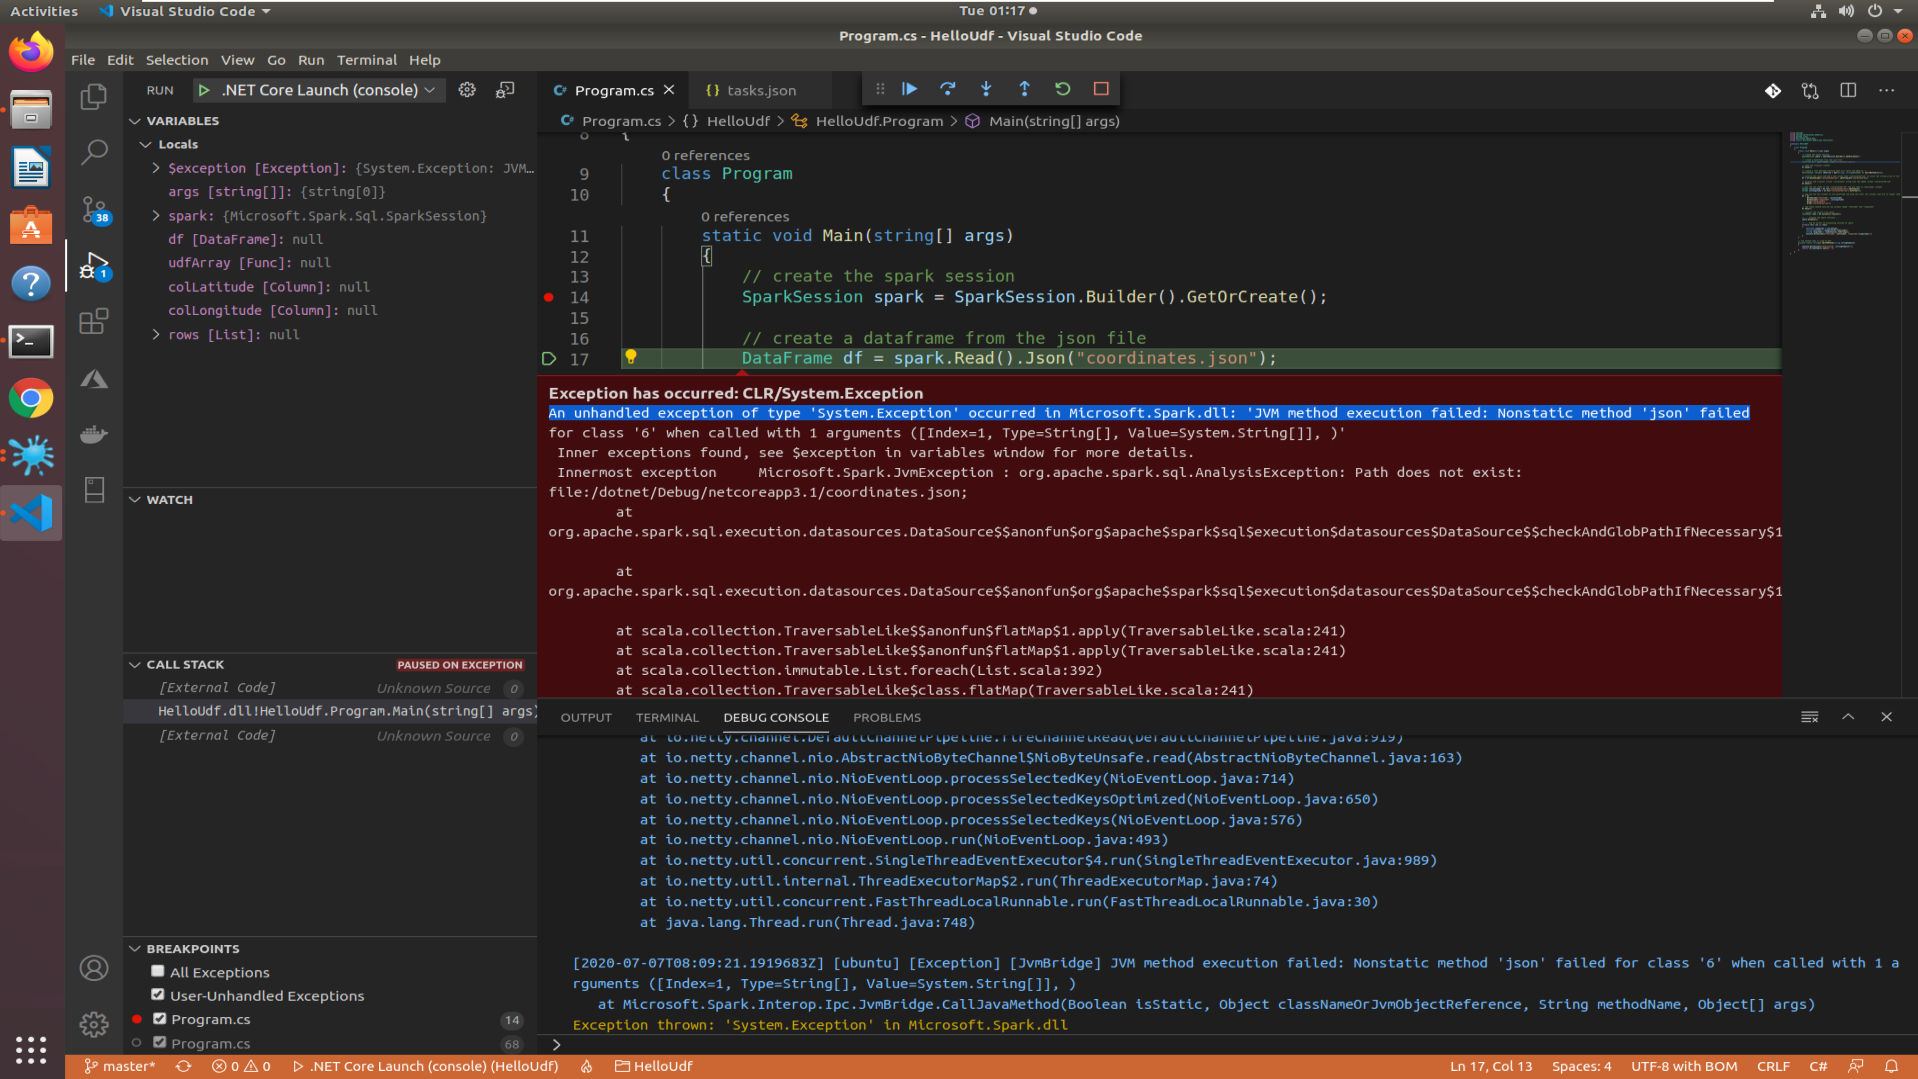 Activities
Visual Studio Code
Tue 01:17
Program.cs - HelloUdf - Visual Studio Code
File Edit Selection View Go Run Terminal Help
RUN
.NET Core Launch (console)
Program.cs
tasks.json
Program.cs > {} HelloUdf > HelloUdf.Program > Main(string[] args)
VARIABLES
Locals
$exception [Exception]: {System.Exception: JVM…
args [string[]]: {string[0]}
spark: {Microsoft.Spark.Sql.SparkSession}
df [DataFrame]: null
udfArray [Func]: null
colLatitude [Column]: null
colLongitude [Column]: null
rows [List]: null
38
1
8 {
0 references
9 class Program
10 {
0 references
11 static void Main(string[] args)
12 {
13 // create the spark session
14 SparkSession spark = SparkSession.Builder().GetOrCreate();
15
16 // create a dataframe from the json file
17 DataFrame df = spark.Read().Json("coordinates.json");
Exception has occurred: CLR/System.Exception
An unhandled exception of type 'System.Exception' occurred in Microsoft.Spark.dll: 'JVM method execution failed: Nonstatic method 'json' failed
for class '6' when called with 1 arguments ([Index=1, Type=String[], Value=System.String[]], )'
Inner exceptions found, see $exception in variables window for more details.
Innermost exception Microsoft.Spark.JvmException : org.apache.spark.sql.AnalysisException: Path does not exist:
file:/dotnet/Debug/netcoreapp3.1/coordinates.json;
at
org.apache.spark.sql.execution.datasources.DataSource$$anonfun$org$apache$spark$sql$execution$datasources$DataSource$$checkAndGlobPathIfNecessary$1
at
org.apache.spark.sql.execution.datasources.DataSource$$anonfun$org$apache$spark$sql$execution$datasources$DataSource$$checkAndGlobPathIfNecessary$1
at scala.collection.TraversableLike$$anonfun$flatMap$1.apply(TraversableLike.scala:241)
at scala.collection.TraversableLike$$anonfun$flatMap$1.apply(TraversableLike.scala:241)
at scala.collection.immutable.List.foreach(List.scala:392)
at scala.collection.TraversableLike$class.flatMap(TraversableLike.scala:241)
WATCH
CALL STACK PAUSED ON EXCEPTION
[External Code] Unknown Source 0
HelloUdf.dll!HelloUdf.Program.Main(string[] args)
[External Code] Unknown Source 0
BREAKPOINTS
All Exceptions
User-Unhandled Exceptions
Program.cs 14
Program.cs 68
OUTPUT TERMINAL DEBUG CONSOLE PROBLEMS
at io.netty.channel.DefaultChannelPipeline.fireChannelRead(DefaultChannelPipeline.java:919)
at io.netty.channel.nio.AbstractNioByteChannel$NioByteUnsafe.read(AbstractNioByteChannel.java:163)
at io.netty.channel.nio.NioEventLoop.processSelectedKey(NioEventLoop.java:714)
at io.netty.channel.nio.NioEventLoop.processSelectedKeysOptimized(NioEventLoop.java:650)
at io.netty.channel.nio.NioEventLoop.processSelectedKeys(NioEventLoop.java:576)
at io.netty.channel.nio.NioEventLoop.run(NioEventLoop.java:493)
at io.netty.util.concurrent.SingleThreadEventExecutor$4.run(SingleThreadEventExecutor.java:989)
at io.netty.util.internal.ThreadExecutorMap$2.run(ThreadExecutorMap.java:74)
at io.netty.util.concurrent.FastThreadLocalRunnable.run(FastThreadLocalRunnable.java:30)
at java.lang.Thread.run(Thread.java:748)
[2020-07-07T08:09:21.1919683Z] [ubuntu] [Exception] [JvmBridge] JVM method execution failed: Nonstatic method 'json' failed for class '6' when called with 1 a
rguments ([Index=1, Type=String[], Value=System.String[]], )
at Microsoft.Spark.Interop.Ipc.JvmBridge.CallJavaMethod(Boolean isStatic, Object classNameOrJvmObjectReference, String methodName, Object[] args)
Exception thrown: 'System.Exception' in Microsoft.Spark.dll
>
master* 0 0 .NET Core Launch (console) (HelloUdf) HelloUdf
Ln 17, Col 13 Spaces: 4 UTF-8 with BOM CRLF C#